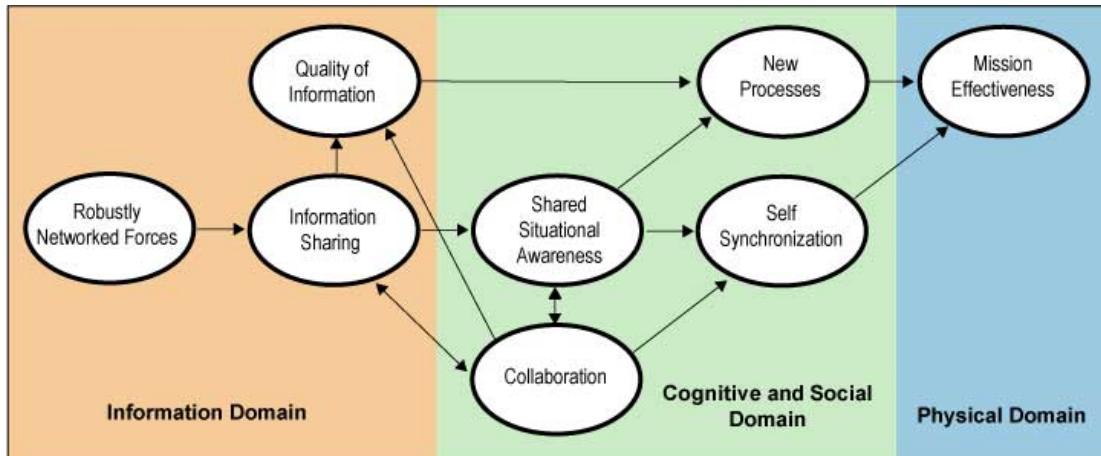 Quality of
Information
New
Processes
Mission
Effectiveness
Robustly
Networked Forces
Information
Sharing
Shared
Situational
Awareness
Self
Synchronization
Collaboration
Information Domain
Cognitive and Social
Domain
Physical Domain